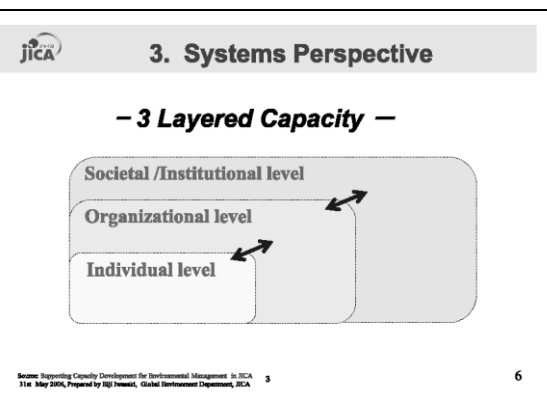 jICA
3. Systems Perspective
– 3 Layered Capacity –
Societal /Institutional level
Organizational level
Individual level
Source: Supporting Capacity Development for Environmental Management in JICA
31st May 2006, Prepared by Eiji Iwasaki, Global Environment Department, JICA
3
6